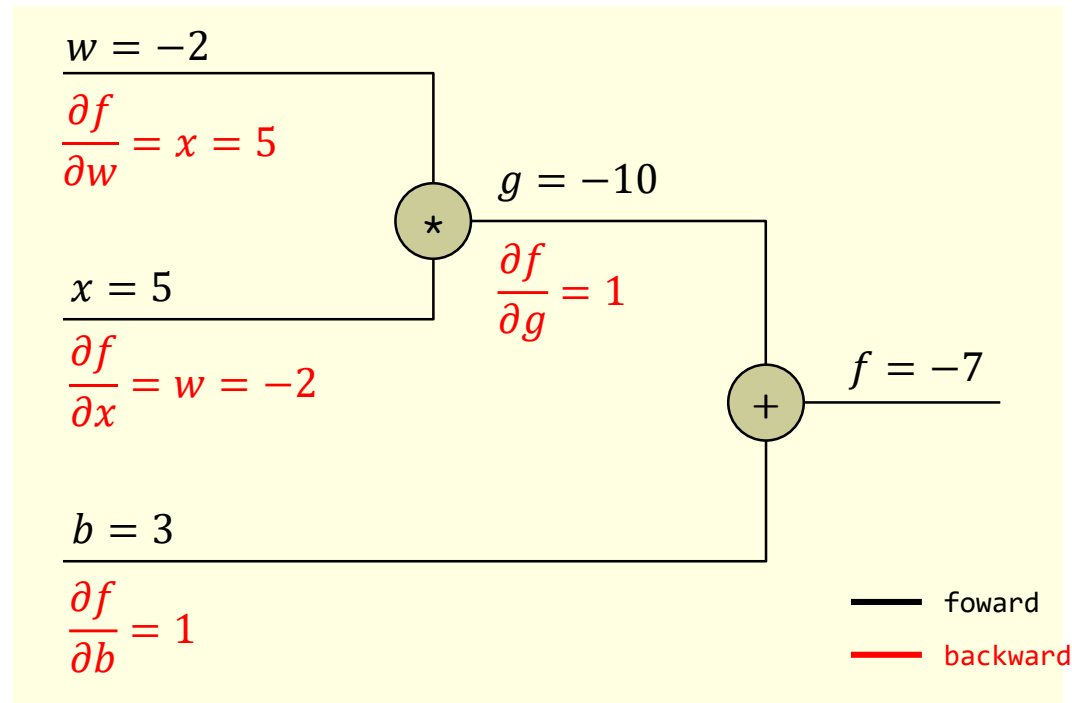 w = −2
∂f/∂w = x = 5
g = −10
*
x = 5
∂f/∂g = 1
∂f/∂x = w = −2
f = −7
+
b = 3
∂f/∂b = 1
foward
backward